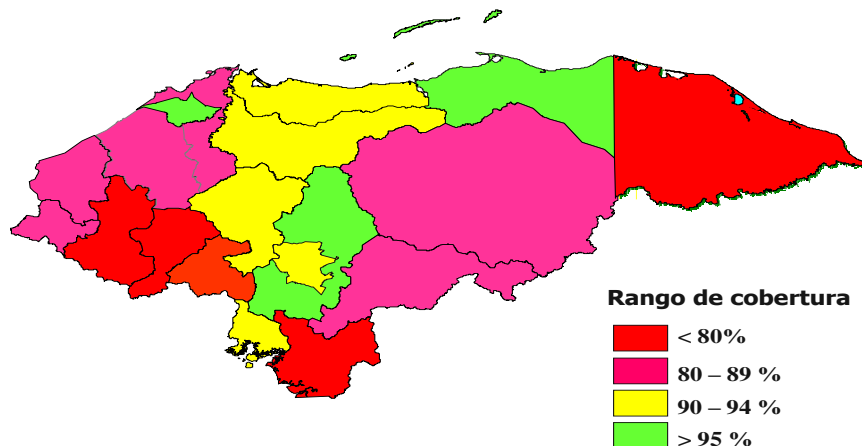 Rango de cobertura
< 80%
80 – 89 %
90 – 94 %
> 95 %